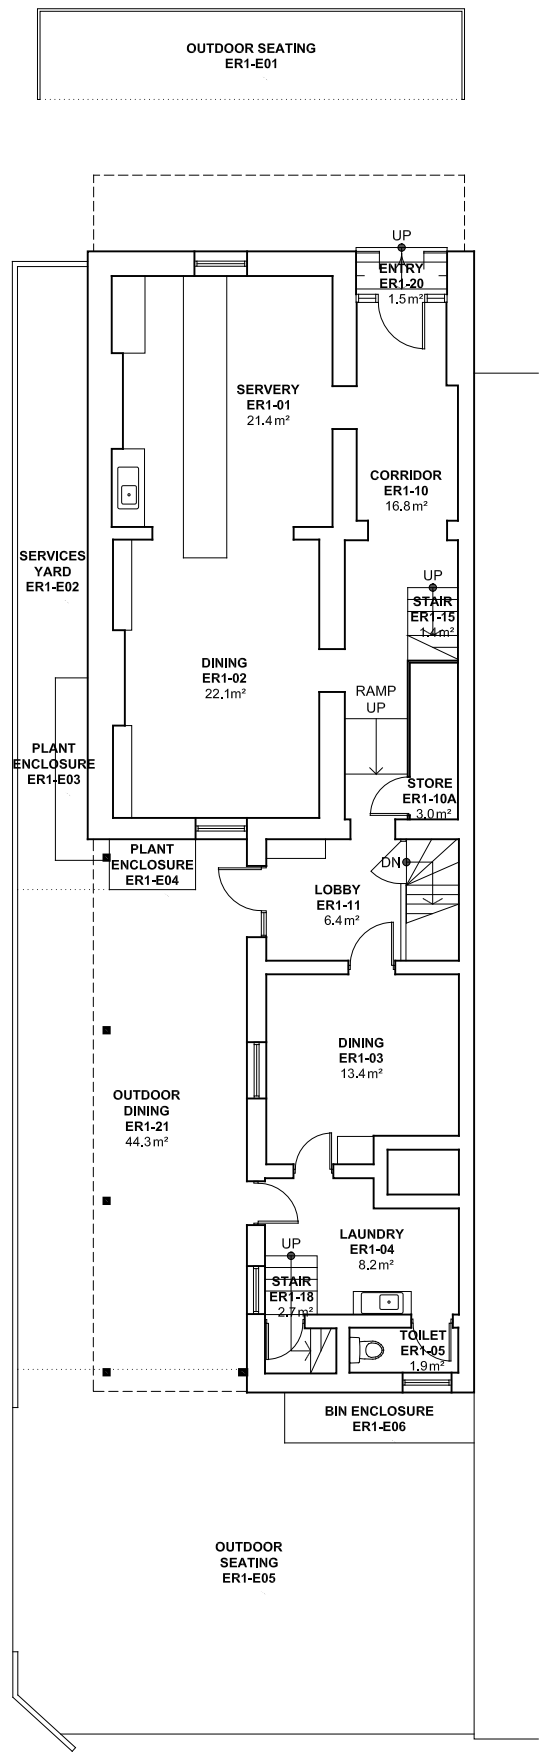 OUTDOOR SEATING
ER1-E01
UP
ENTRY
ER1-20
1.5m²
SERVERY
ER1-01
21.4m²
CORRIDOR
ER1-10
16.8m²
SERVICES
YARD
ER1-E02
UP
STAIR
ER1-15
1.4m²
DINING
ER1-02
22.1m²
RAMP
UP
PLANT
ENCLOSURE
ER1-E03
STORE
ER1-10A
3.0m²
PLANT
ENCLOSURE
ER1-E04
DN
LOBBY
ER1-11
6.4m²
DINING
ER1-03
13.4m²
OUTDOOR
DINING
ER1-21
44.3m²
LAUNDRY
ER1-04
8.2m²
UP
STAIR
ER1-18
2.7m²
TOILET
ER1-05
1.9m²
BIN ENCLOSURE
ER1-E06
OUTDOOR
SEATING
ER1-E05